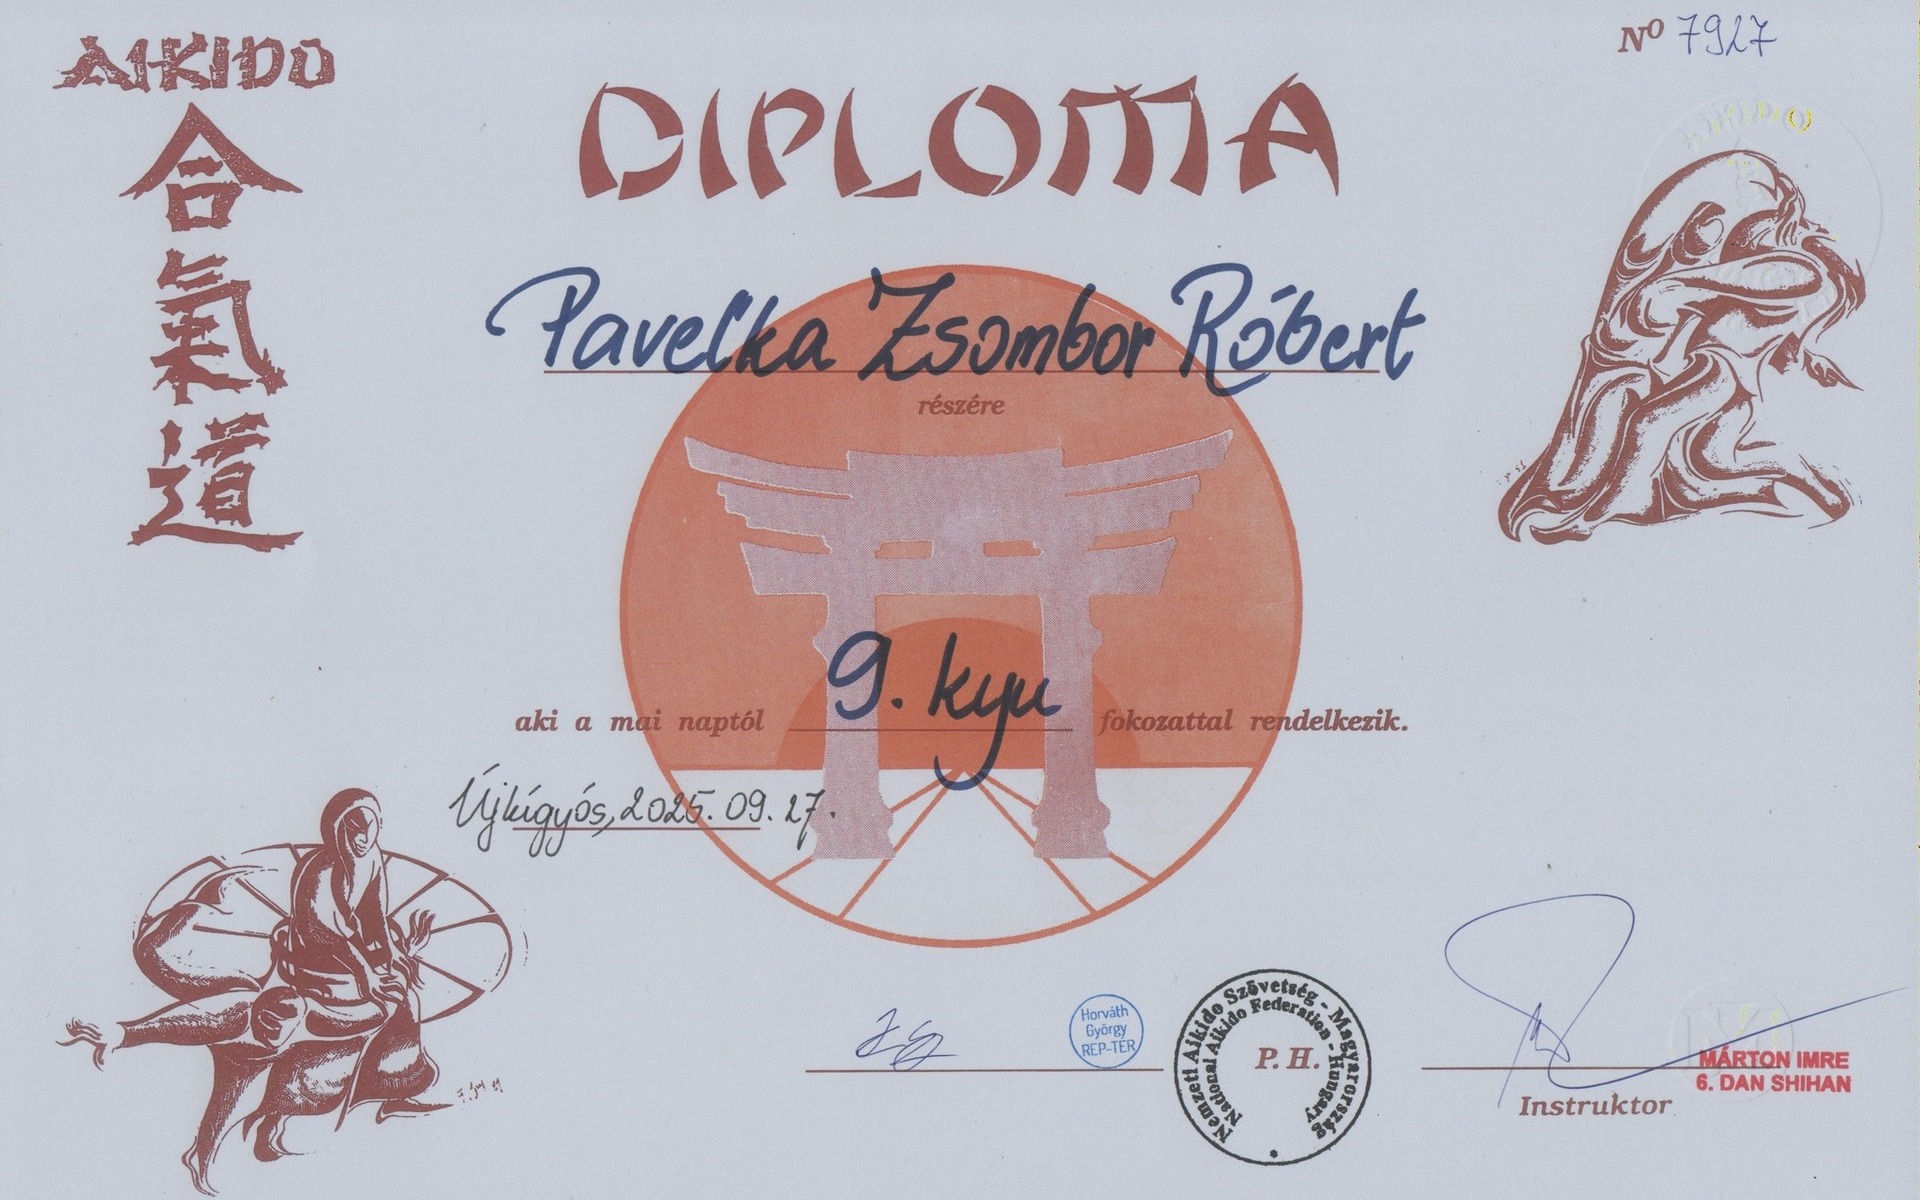 AIKIDO
合
氣
道
DIPLOMA
Nº 7927
Pavelka Zsombor Róbert
részére
aki a mai naptól 9. kyu fokozattal rendelkezik.
Újkígyós, 2025. 09. 27.
Horváth
György
REP-TER
Nemzeti Aikido Szövetség - Magyarország
National Aikido Federation - Hungary
P. H.
MÁRTON IMRE
6. DAN SHIHAN
Instruktor